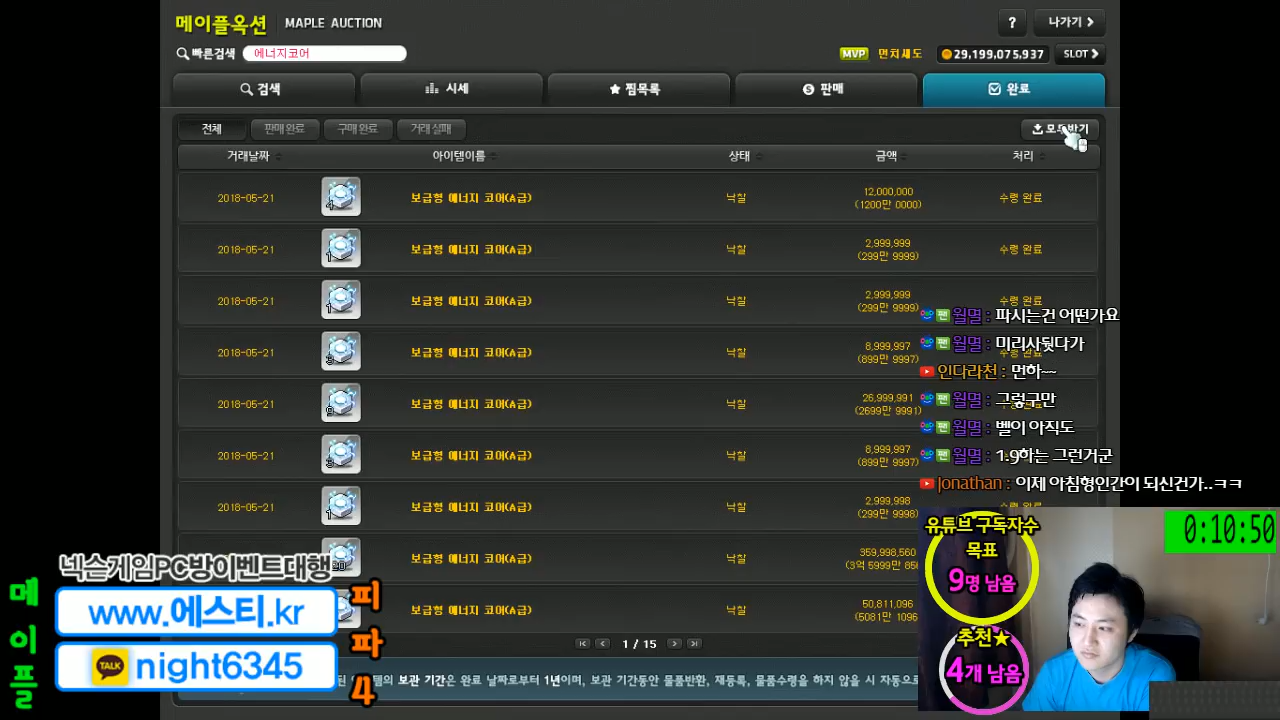 메이플옥션 MAPLE AUCTION
? 나가기
빠른검색 에너지코어
MVP 면치세도 29,199,075,937 SLOT
검색 시세 찜목록 판매 완료
전체 판매완료 구매완료 거래실패
거래날짜 아이템이름 상태 금액 처리
2018-05-21 4 보급형 에너지 코어(A급) 낙찰 12,000,000 수령 완료
(1200만 0000)
2018-05-21 1 보급형 에너지 코어(A급) 낙찰 2,999,999 수령 완료
(299만 9999)
2018-05-21 1 보급형 에너지 코어(A급) 낙찰 2,999,999 수령 완료
(299만 9999)
월멸 : 파시는건 어떤가요
2018-05-21 3 보급형 에너지 코어(A급) 낙찰 8,999,997
(899만 9997)
월멸 : 미리사뒷다가
인다라천 : 먼하~~
2018-05-21 보급형 에너지 코어(A급) 낙찰 26,999,991
(2699만 9991)
월멸 : 그렇구만
월멸 : 벨이 아직도
2018-05-21 3 보급형 에너지 코어(A급) 낙찰 8,999,997
(899만 9997)
월멸 : 1.9하는 그런거군
Jonathan : 이제 아침형인간이 되신건가..ㅋㅋ
2018-05-21 1 보급형 에너지 코어(A급) 낙찰 2,999,998
(299만 9998)
보급형 에너지 코어(A급) 낙찰 359,998,560
보급형 에너지 코어(A급) 낙찰 50,811,096
(5081만 1096
1 / 15
보관 기간은 완료 날짜로부터 1년이며, 보관 기간동안 물품반환, 재등록, 물품수령을 하지 않을 시 자동으로
넥슨게임PC방이벤트대행
www.에스티.kr
TALK night6345
메이플
피파4
유튜브 구독자수
목표
9명 남음
추천★
4개 남음
0:10:50